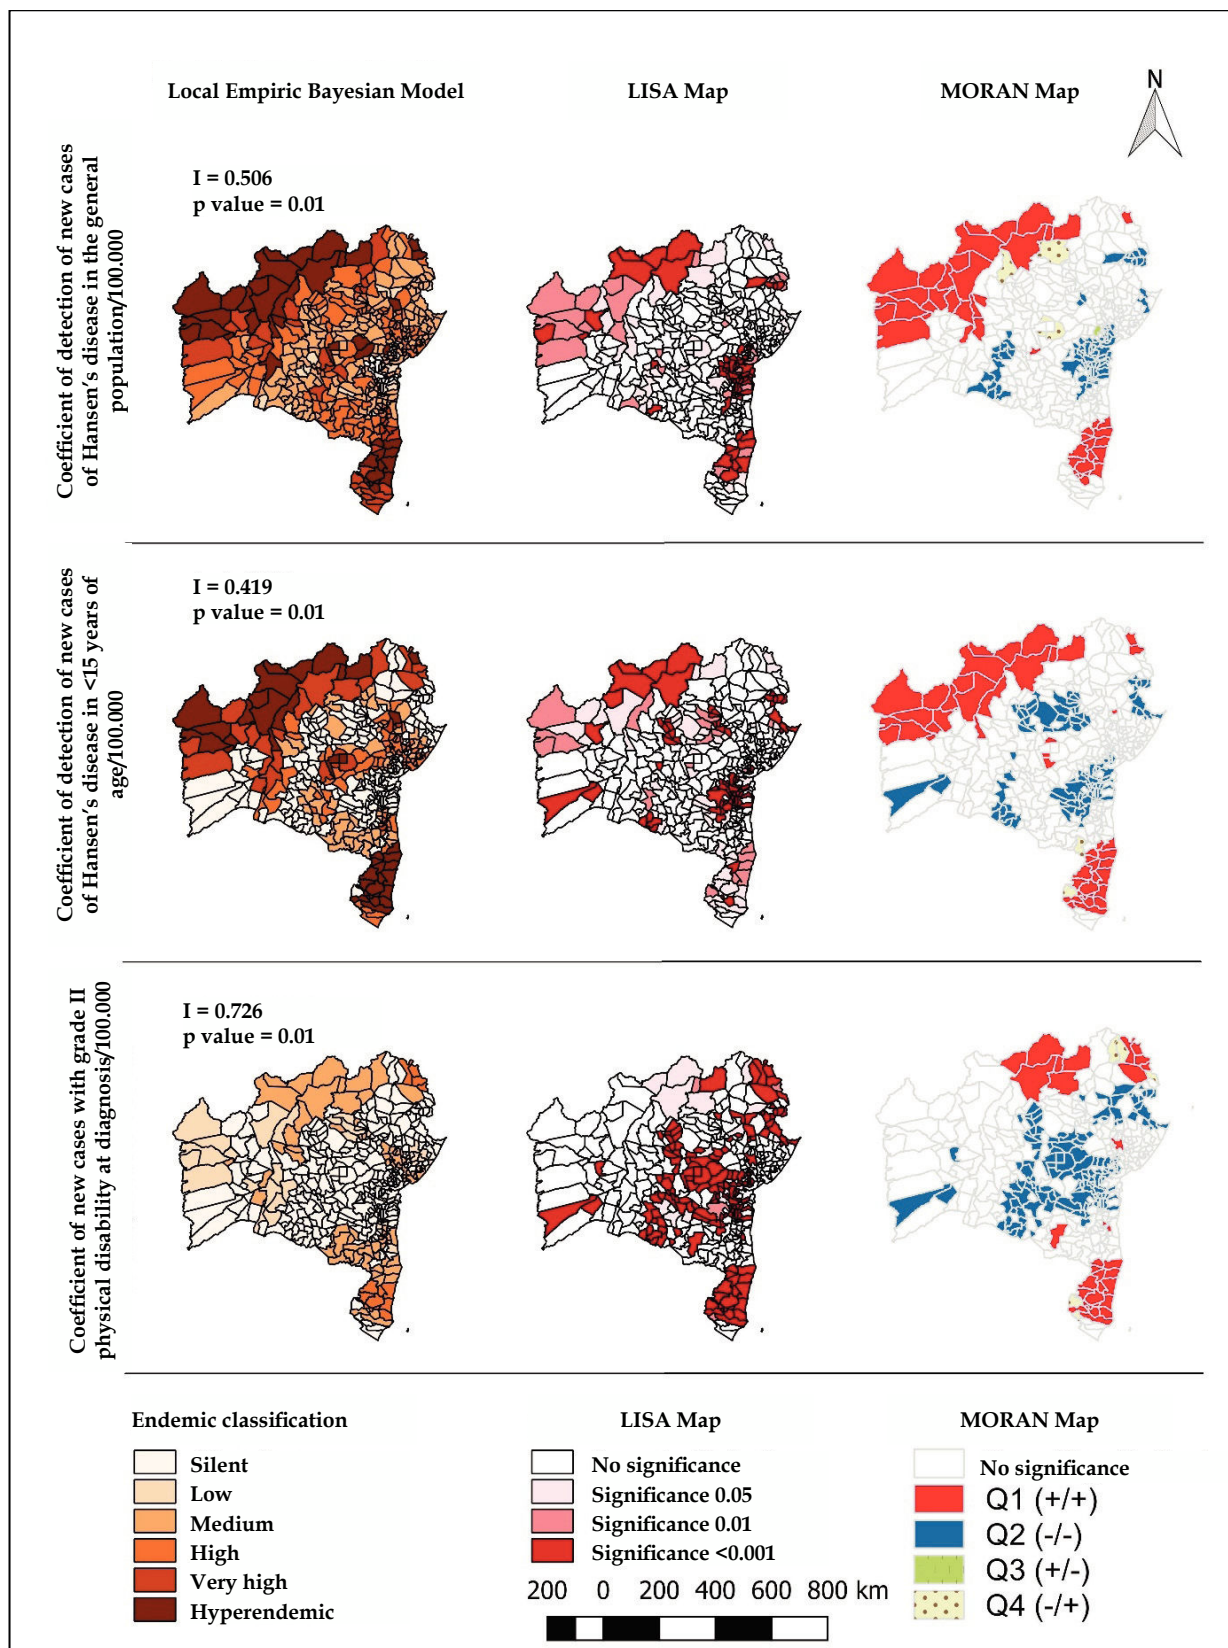 Local Empiric Bayesian Model
LISA Map
MORAN Map
N
Coefficient of detection of new cases
of Hansen's disease in the general
population/100.000
I = 0.506
p value = 0.01
Coefficient of detection of new cases
of Hansen's disease in <15 years of
age/100.000
I = 0.419
p value = 0.01
Coefficient of new cases with grade II
physical disability at diagnosis/100.000
I = 0.726
p value = 0.01
Endemic classification
Silent
Low
Medium
High
Very high
Hyperendemic
LISA Map
No significance
Significance 0.05
Significance 0.01
Significance <0.001
200 0 200 400 600 800 km
MORAN Map
No significance
Q1 (+/+)
Q2 (-/-)
Q3 (+/-)
Q4 (-/+)